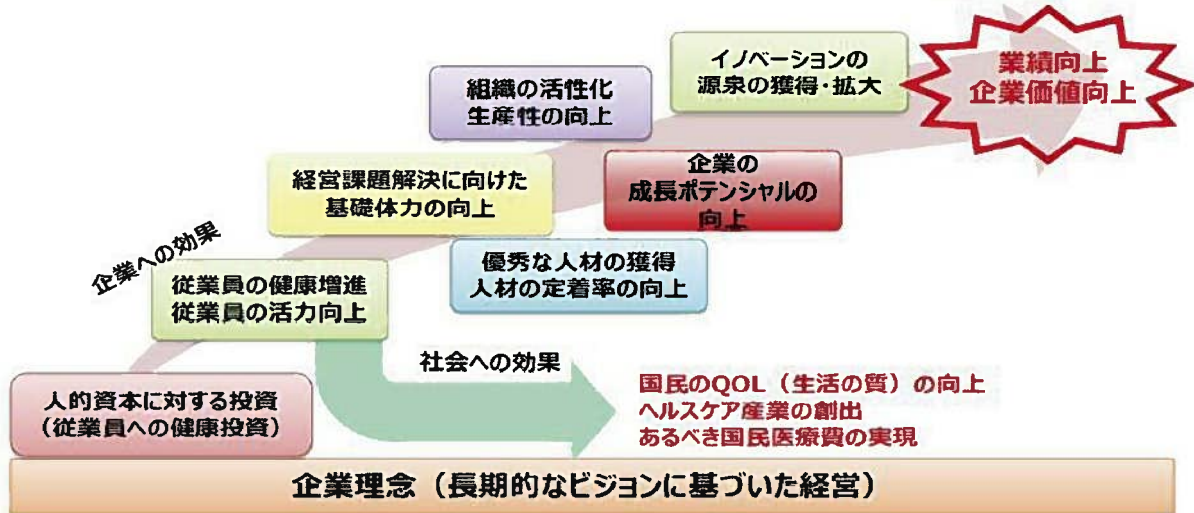 イノベーションの
源泉の獲得・拡大
業績向上
企業価値向上
組織の活性化
生産性の向上
企業の
成長ポテンシャルの
向上
経営課題解決に向けた
基礎体力の向上
優秀な人材の獲得
人材の定着率の向上
企業への効果
従業員の健康増進
従業員の活力向上
社会への効果
国民のQOL（生活の質）の向上
ヘルスケア産業の創出
あるべき国民医療費の実現
人的資本に対する投資
（従業員への健康投資）
企業理念（長期的なビジョンに基づいた経営）